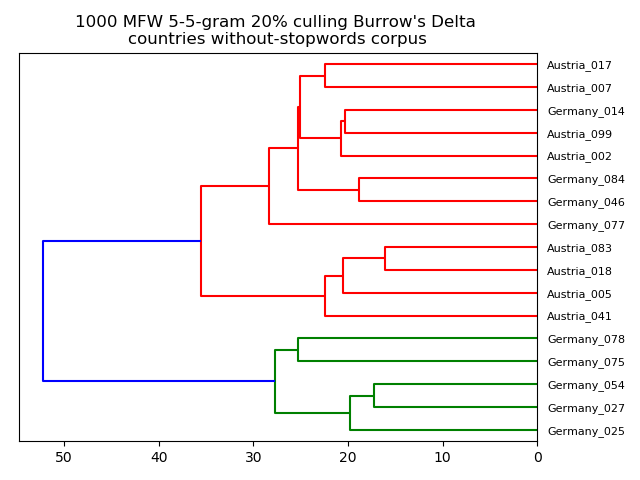 1000 MFW 5-5-gram 20% culling Burrow's Delta
countries without-stopwords corpus
Austria_017
Austria_007
Germany_014
Austria_099
Austria_002
Germany_084
Germany_046
Germany_077
Austria_083
Austria_018
Austria_005
Austria_041
Germany_078
Germany_075
Germany_054
Germany_027
Germany_025
50 40 30 20 10 0